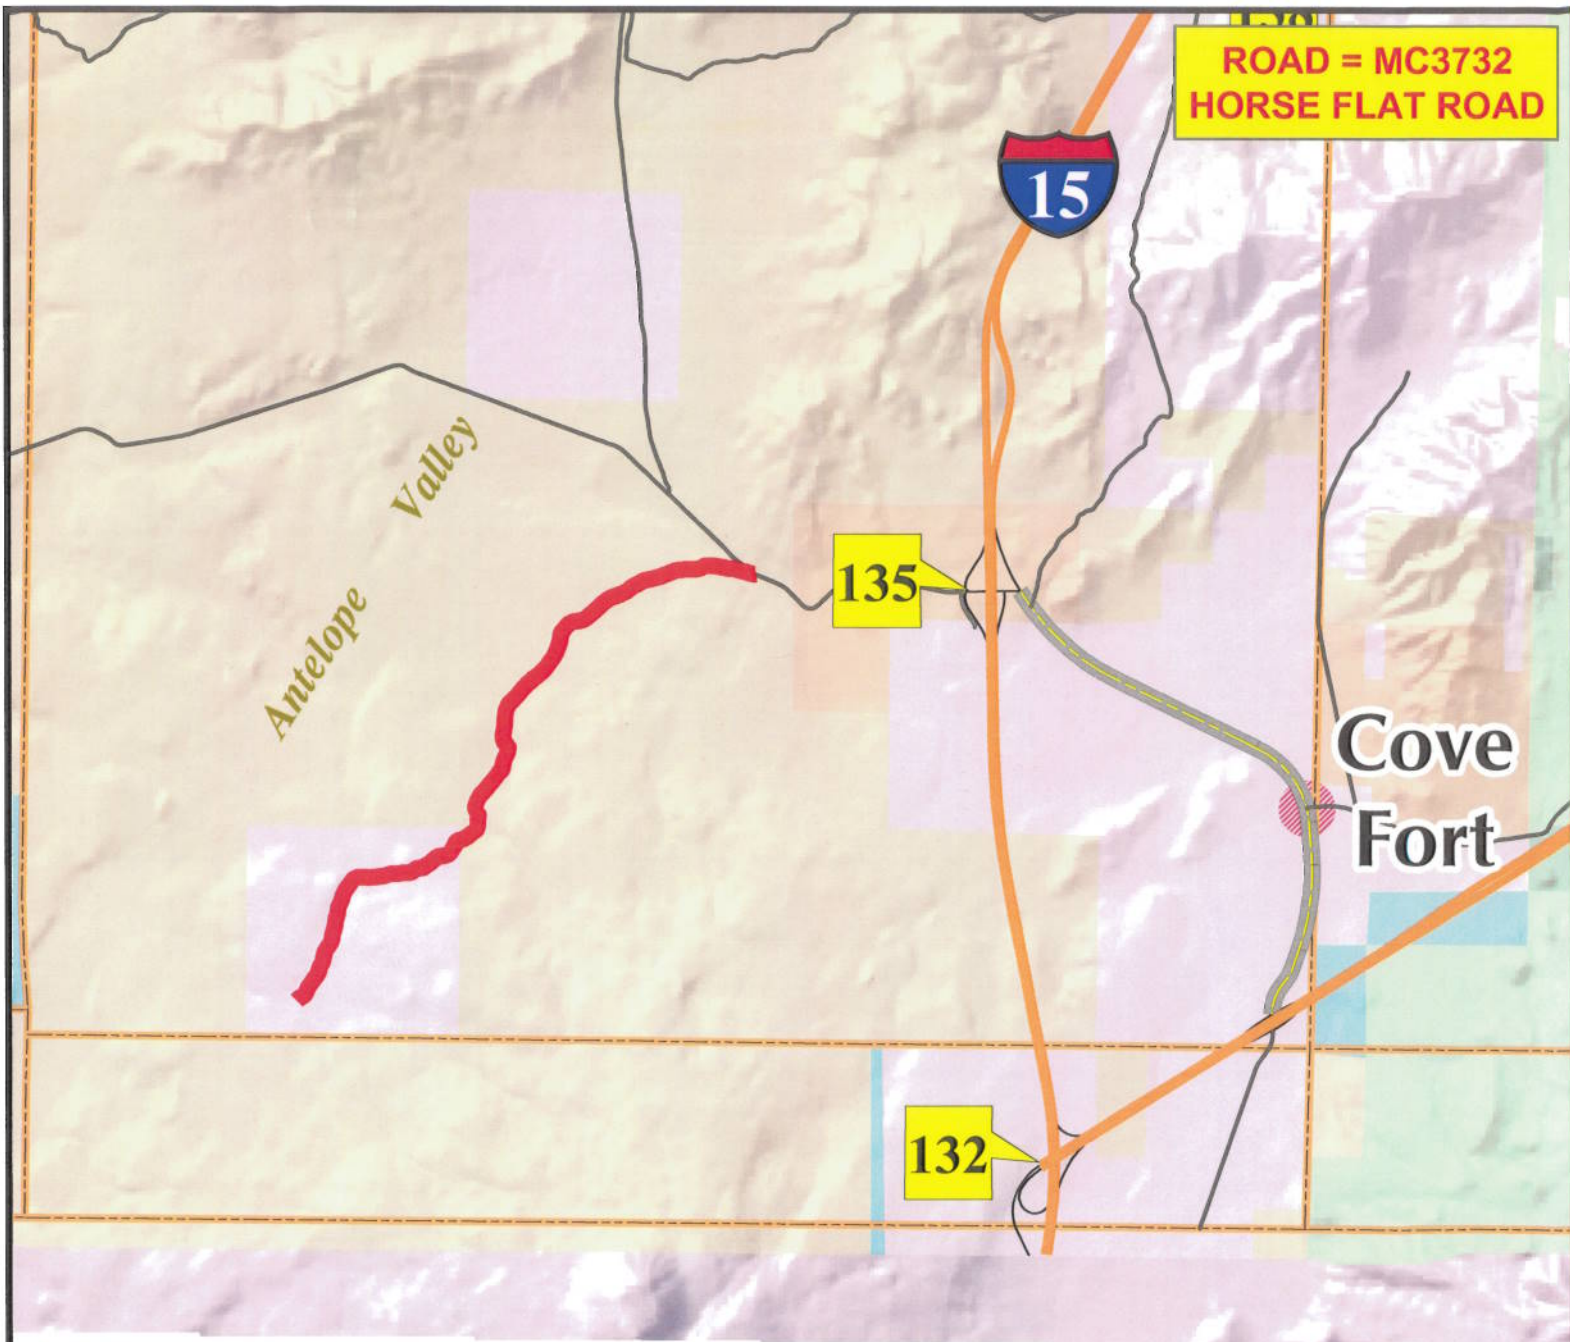 ROAD = MC3732
HORSE FLAT ROAD
15
Antelope Valley
135
Cove
Fort
132